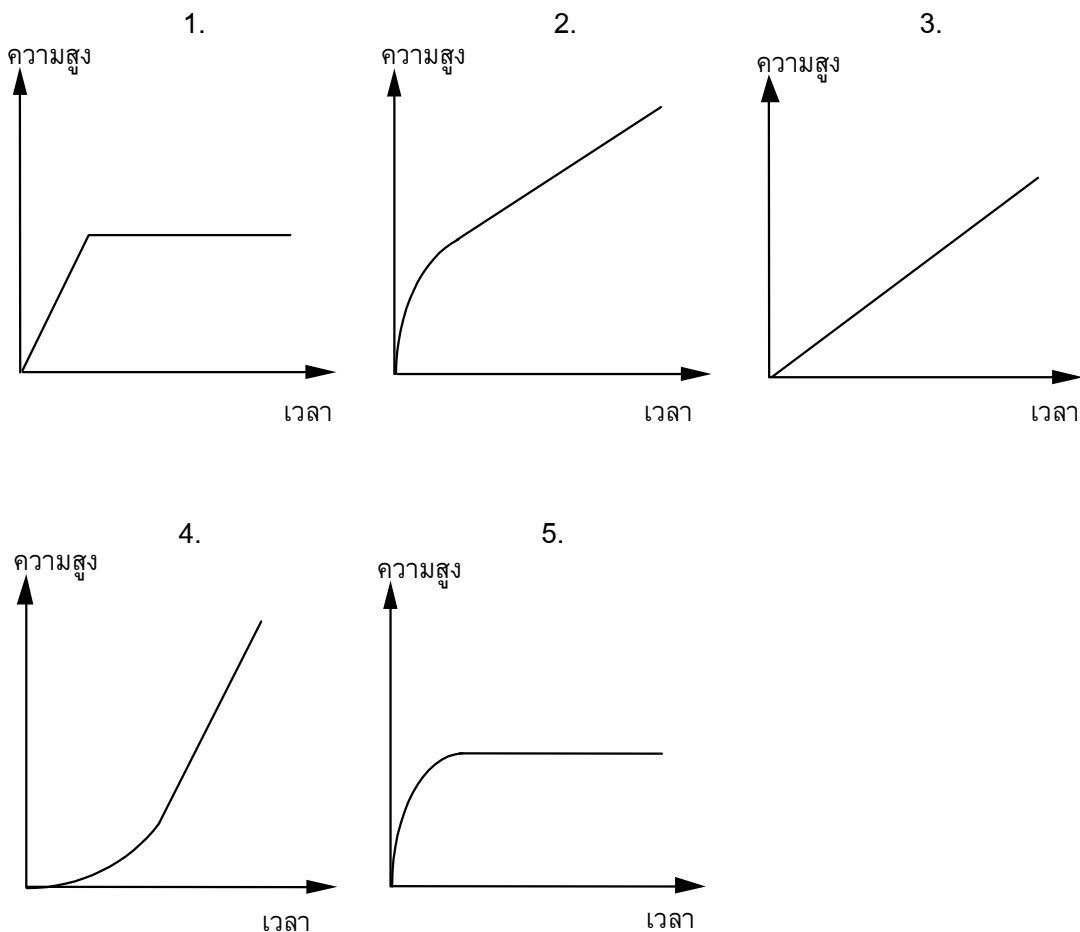 1.
ความสูง
เวลา
2.
ความสูง
เวลา
3.
ความสูง
เวลา
4.
ความสูง
เวลา
5.
ความสูง
เวลา